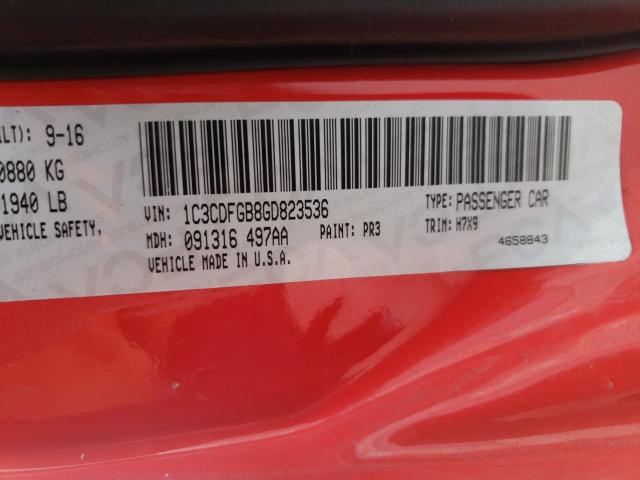 ILT): 9-16
0880 KG
1940 LB
VEHICLE SAFETY,
VIN: 1C3CDFGB8GD823536
TYPE: PASSENGER CAR
MDH: 091316 497AA
PAINT: PR3
TRIM: H7X9
VEHICLE MADE IN U.S.A.
4658843